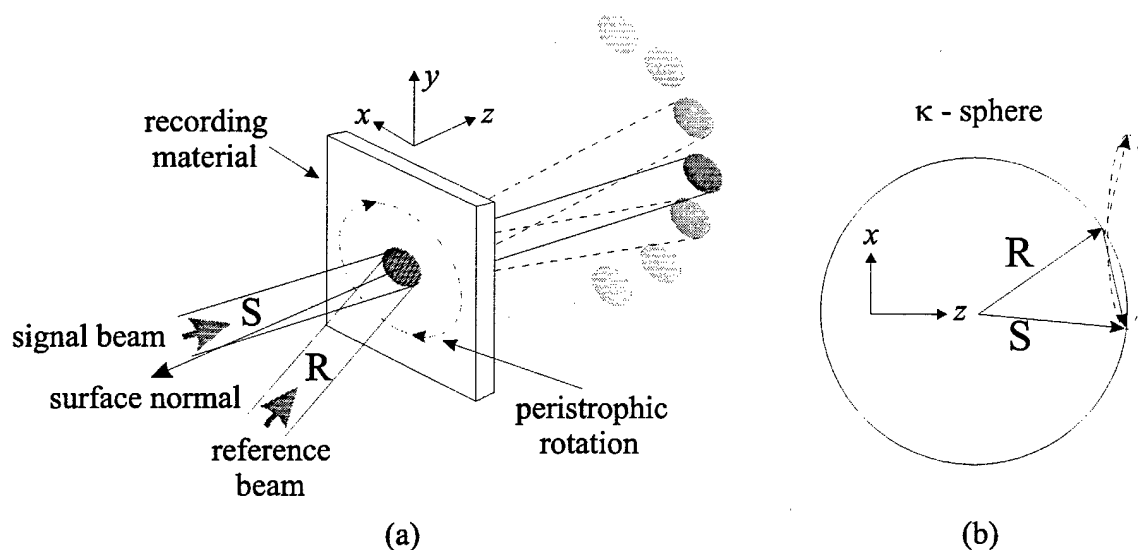 y
x
z
recording
material
κ - sphere
x
R
z
S
S
signal beam
surface normal
R
reference
beam
peristrophic
rotation
(a)
(b)